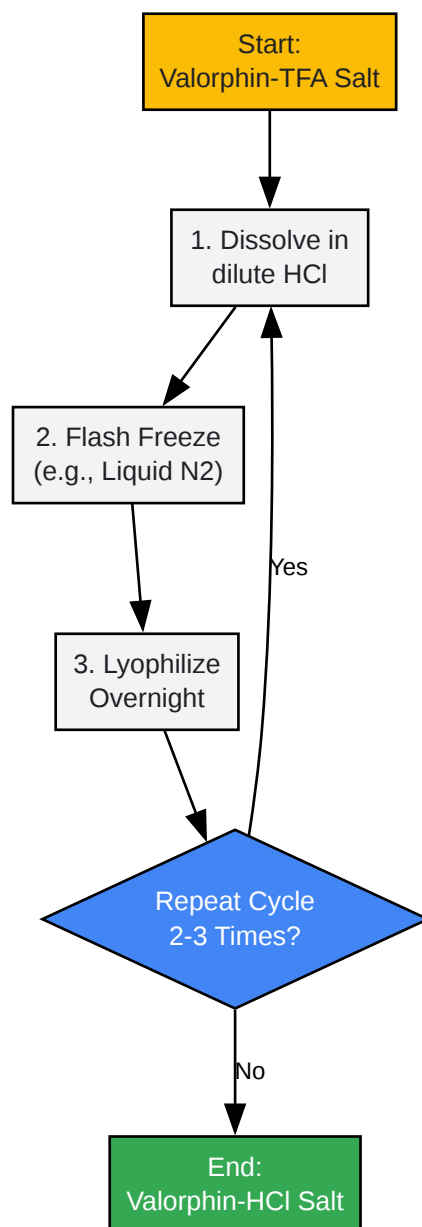 Start:
Valorphin-TFA Salt
1. Dissolve in
dilute HCl
2. Flash Freeze
(e.g., Liquid N2)
Yes
3. Lyophilize
Overnight
Repeat Cycle
2-3 Times?
No
End:
Valorphin-HCl Salt